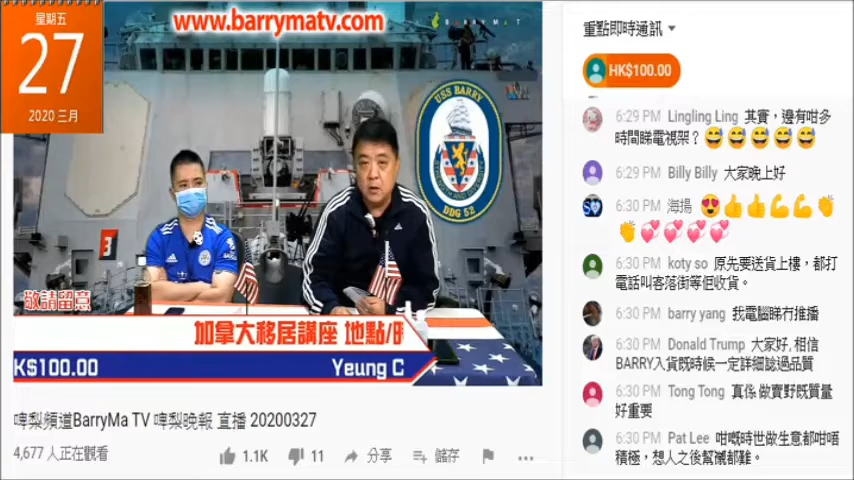 星期五
27
2020 三月
www.barrymatv.com
BARRYMAT
USS BARRY
DDG 52
3
敬請留意
加拿大移居講座 地點/時
K$100.00
Yeung C
啤梨頻道BarryMa TV 啤梨晚報 直播 20200327
4,677 人正在觀看
1.1K
11
分享
儲存
重點即時通訊
HK$100.00
6:29 PM Lingling Ling 其實，邊有咁多
時間睇電視架？😅😅😅😅😅
6:29 PM Billy Billy 大家晚上好
6:30 PM 海揚 😍👍👍💪💪👏
👏💞💞💞💞
6:30 PM koty so 原先要送貨上樓，都打
電話叫客落街等佢收貨。
6:30 PM barry yang 我電腦睇冇推播
6:30 PM Donald Trump 大家好, 相信
BARRY入貨既時候一定詳細諗過品質
6:30 PM Tong Tong 真係 做賣野既質量
好重要
6:30 PM Pat Lee 咁嘅時世做生意都咁唔
積極，想人之後幫襯都難。